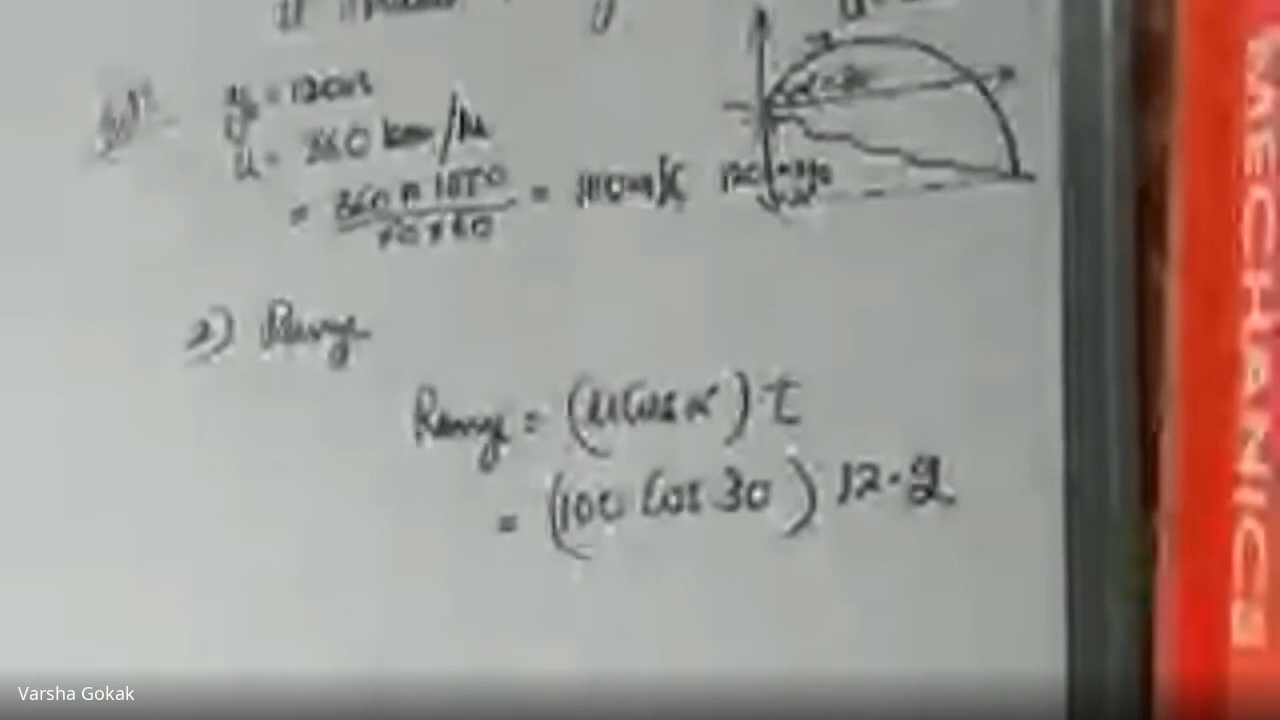 Solⁿ
y = 120m
u = 360 km/hr
= 360 × 1000 / 60 × 60 = 100 m/s
α = 30
2) Range
Range = (u cos α) · t
= (100 Cos 30) 12.2
MECHANICS
Varsha Gokak